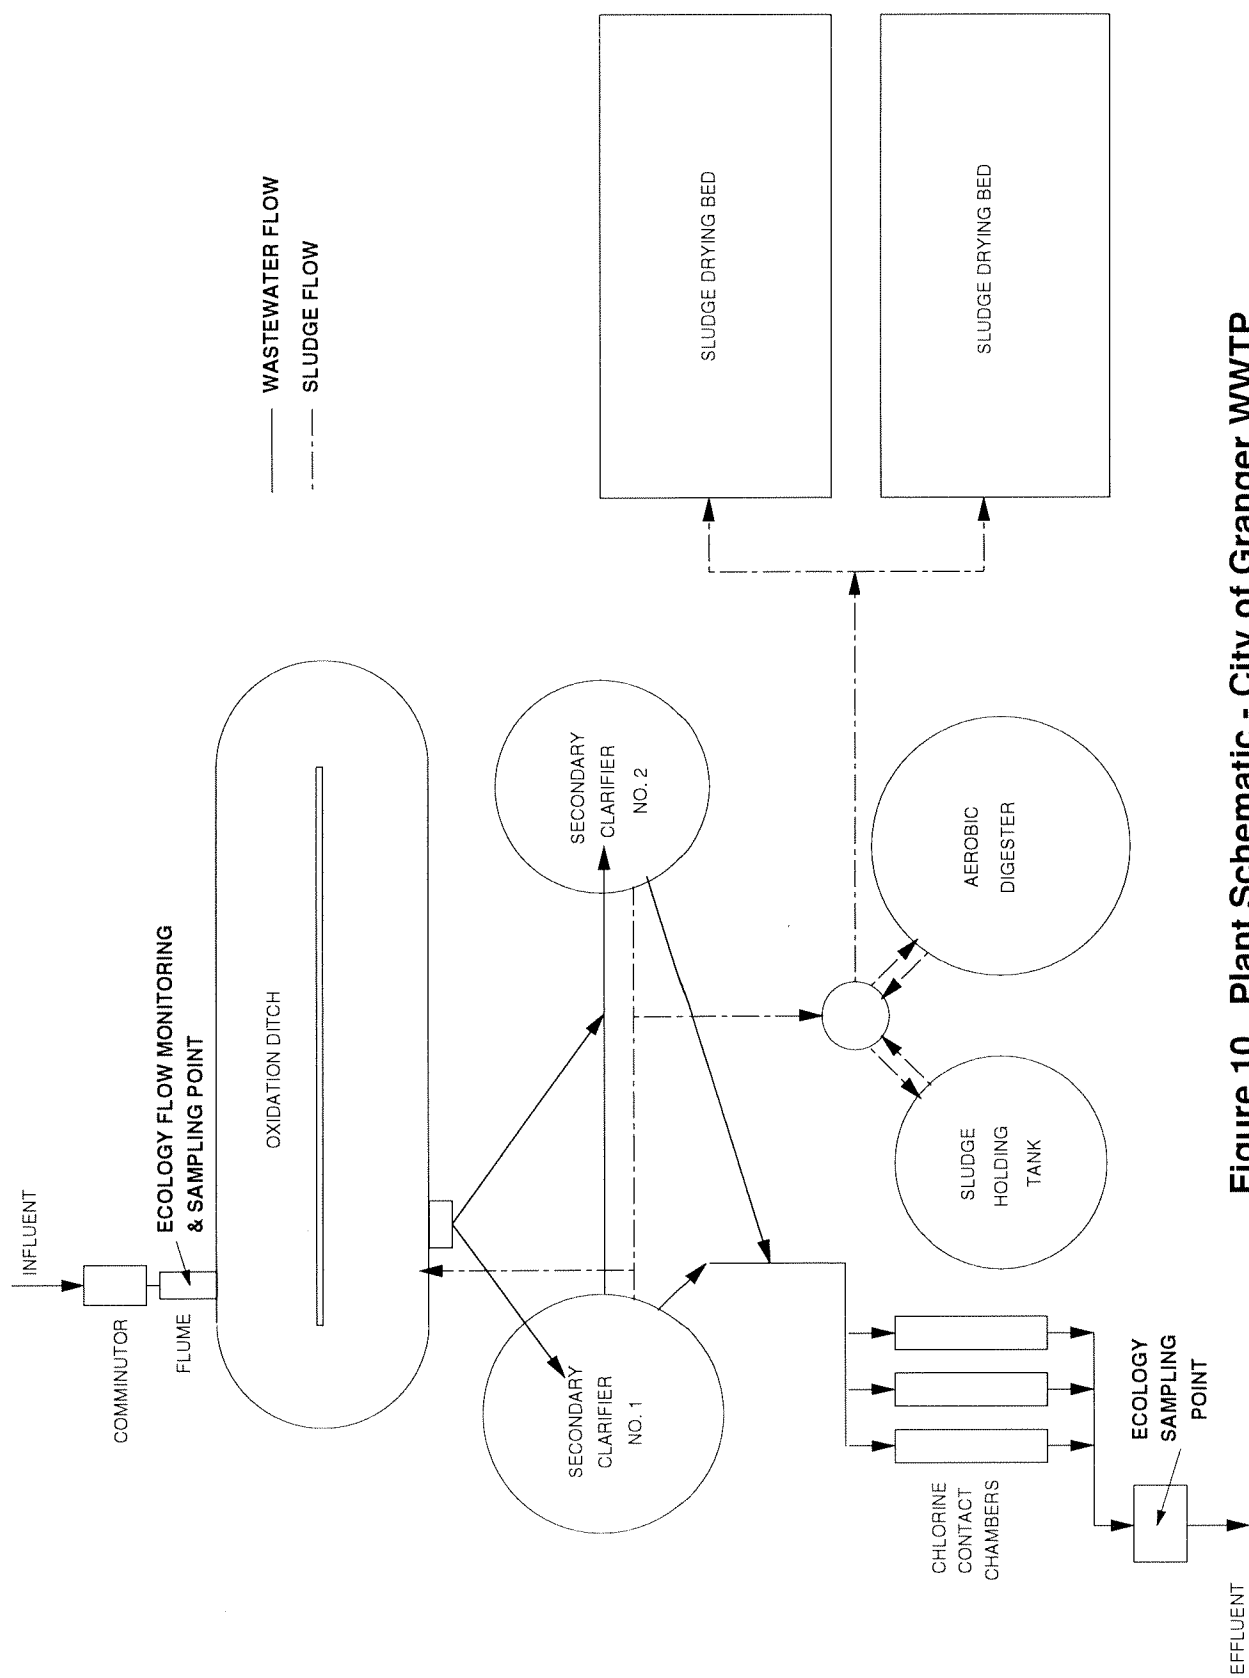 INFLUENT
COMMINUTOR
FLUME
ECOLOGY FLOW MONITORING
& SAMPLING POINT
OXIDATION DITCH
WASTEWATER FLOW
SLUDGE FLOW
SECONDARY
CLARIFIER
NO. 1
SECONDARY
CLARIFIER
NO. 2
SLUDGE DRYING BED
SLUDGE DRYING BED
SLUDGE
HOLDING
TANK
AEROBIC
DIGESTER
CHLORINE
CONTACT
CHAMBERS
ECOLOGY
SAMPLING
POINT
EFFLUENT
Figure 10 Plant Schematic - City of Granger WWTP